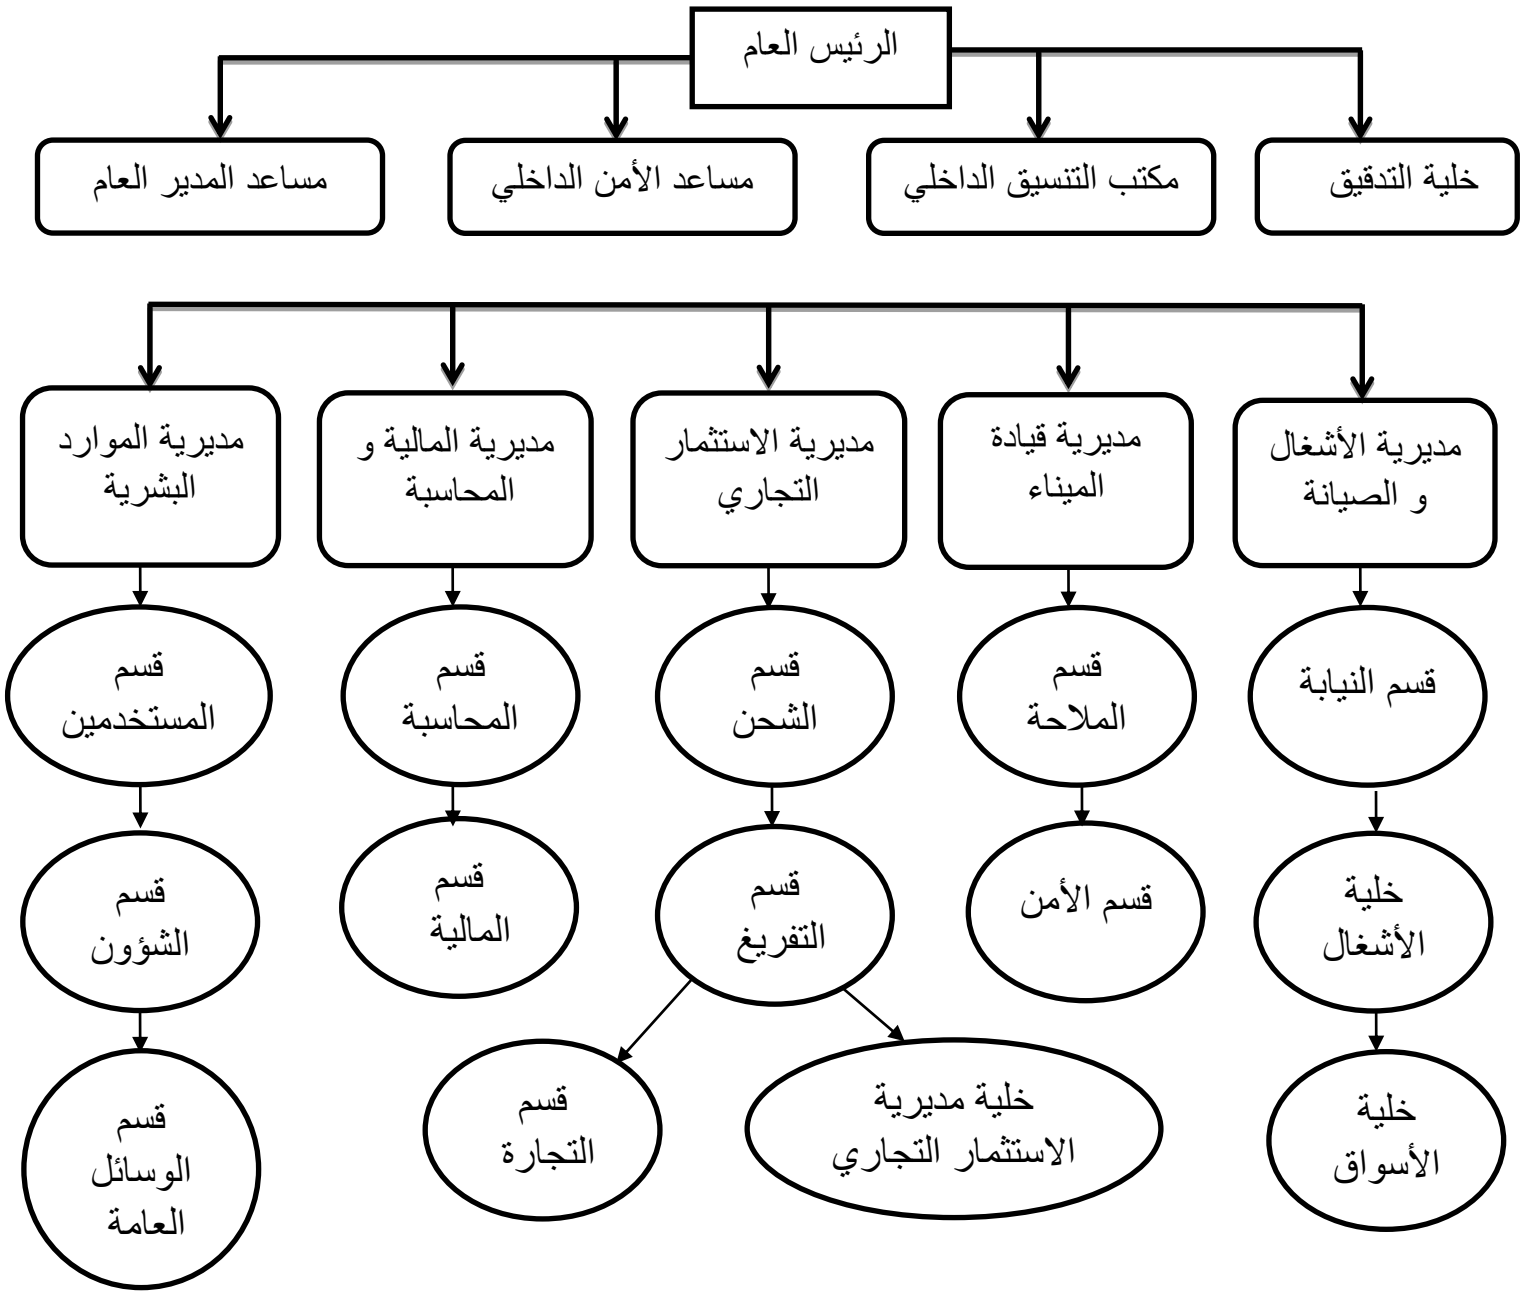 الرئيس العام
خلية التدقيق
مكتب التنسيق الداخلي
مساعد الأمن الداخلي
مساعد المدير العام
مديرية الأشغال
و الصيانة
مديرية قيادة
الميناء
مديرية الاستثمار
التجاري
مديرية المالية و
المحاسبة
مديرية الموارد
البشرية
قسم النيابة
قسم
الملاحة
قسم
الشحن
قسم
المحاسبة
قسم
المستخدمين
خلية
الأشغال
قسم الأمن
قسم
التفريغ
قسم
المالية
قسم
الشؤون
خلية
الأسواق
خلية مديرية
الاستثمار التجاري
قسم
التجارة
قسم
الوسائل
العامة